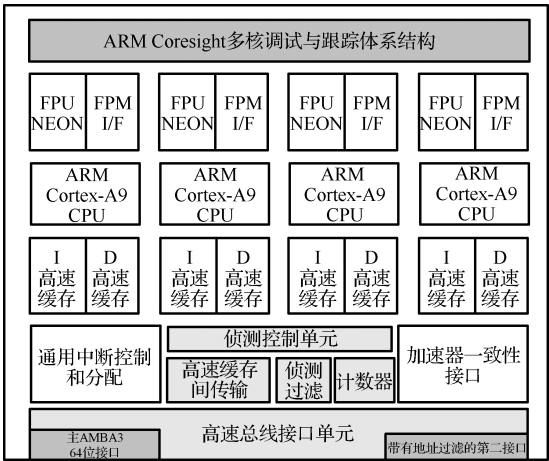 ARM Coresight多核调试与跟踪体系结构
FPU
NEON
FPM
I/F
FPU
NEON
FPM
I/F
FPU
NEON
FPM
I/F
FPU
NEON
FPM
I/F
ARM
Cortex-A9
CPU
ARM
Cortex-A9
CPU
ARM
Cortex-A9
CPU
ARM
Cortex-A9
CPU
I
高速
缓存
D
高速
缓存
I
高速
缓存
D
高速
缓存
I
高速
缓存
D
高速
缓存
I
高速
缓存
D
高速
缓存
通用中断控制
和分配
侦测控制单元
高速缓存
间传输
侦测
过滤
计数器
加速器一致性
接口
高速总线接口单元
主AMBA3
64位接口
带有地址过滤的第二接口